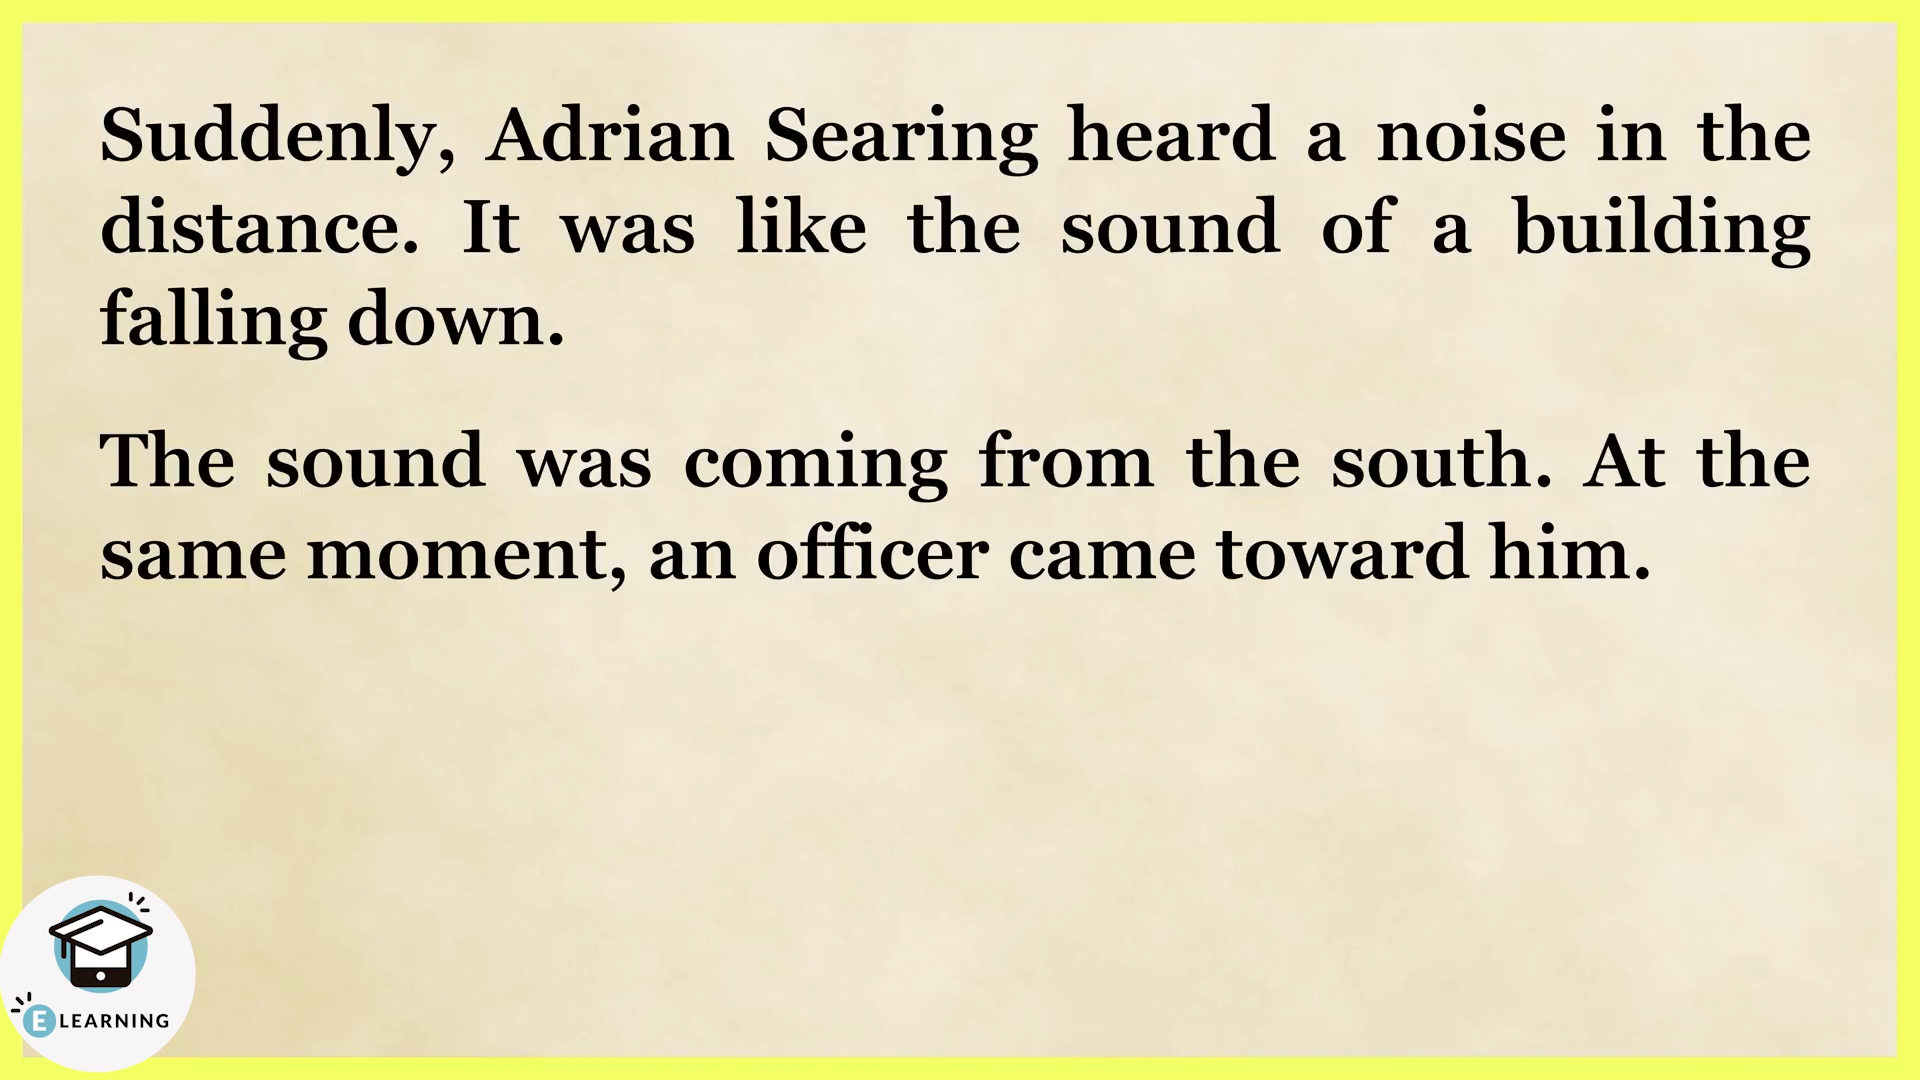 Suddenly, Adrian Searing heard a noise in the
distance. It was like the sound of a building
falling down.
The sound was coming from the south. At the
same moment, an officer came toward him.
E LEARNING